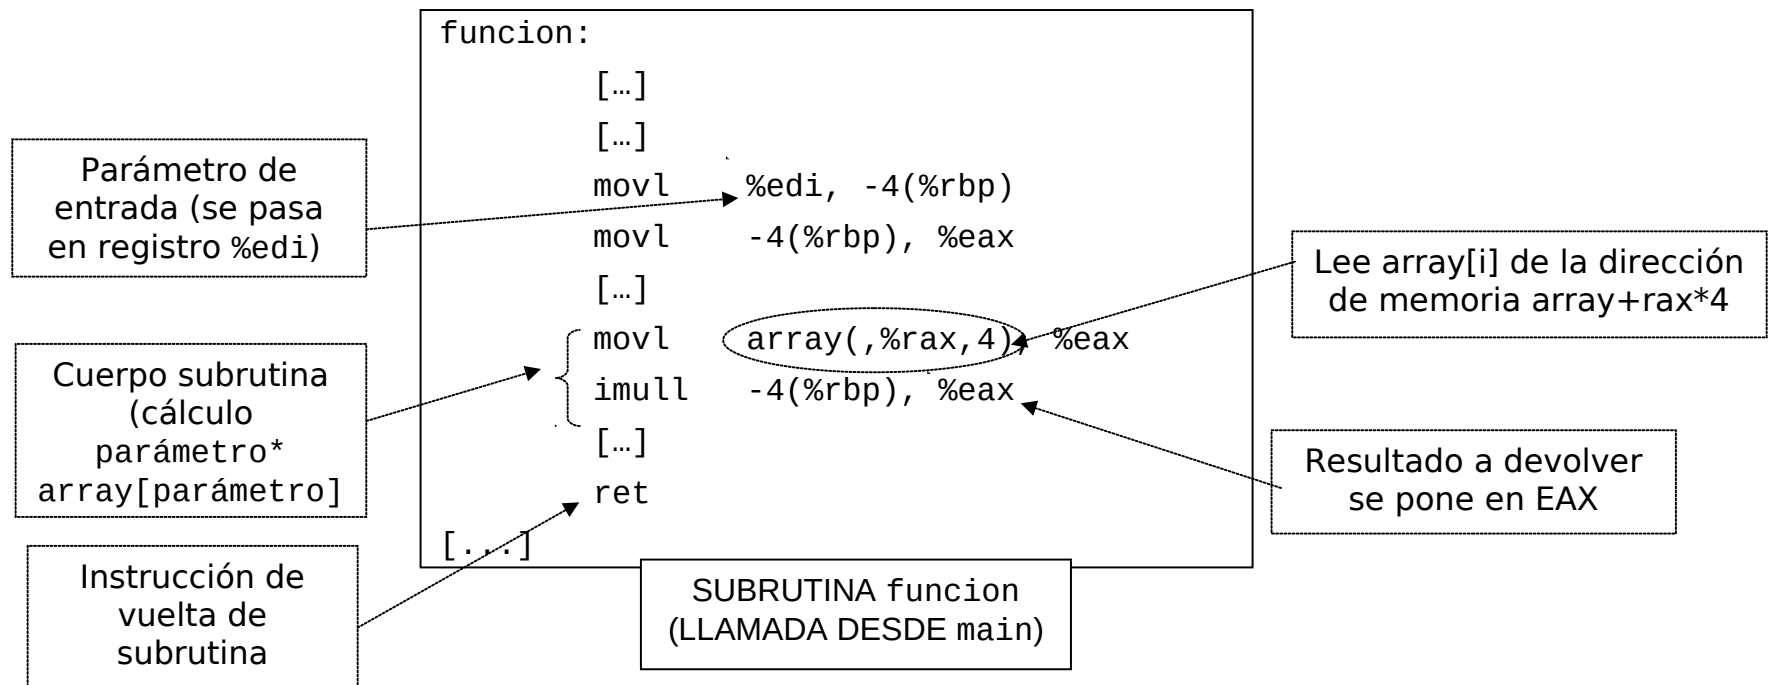 funcion:
[…]
[…]
movl %edi, -4(%rbp)
movl -4(%rbp), %eax
[…]
movl array(,%rax,4), %eax
imull -4(%rbp), %eax
[…]
ret
[...]
Parámetro de
entrada (se pasa
en registro %edi)
Cuerpo subrutina
(cálculo
parámetro*
array[parámetro]
Instrucción de
vuelta de
subrutina
Lee array[i] de la dirección
de memoria array+rax*4
Resultado a devolver
se pone en EAX
SUBRUTINA funcion
(LLAMADA DESDE main)